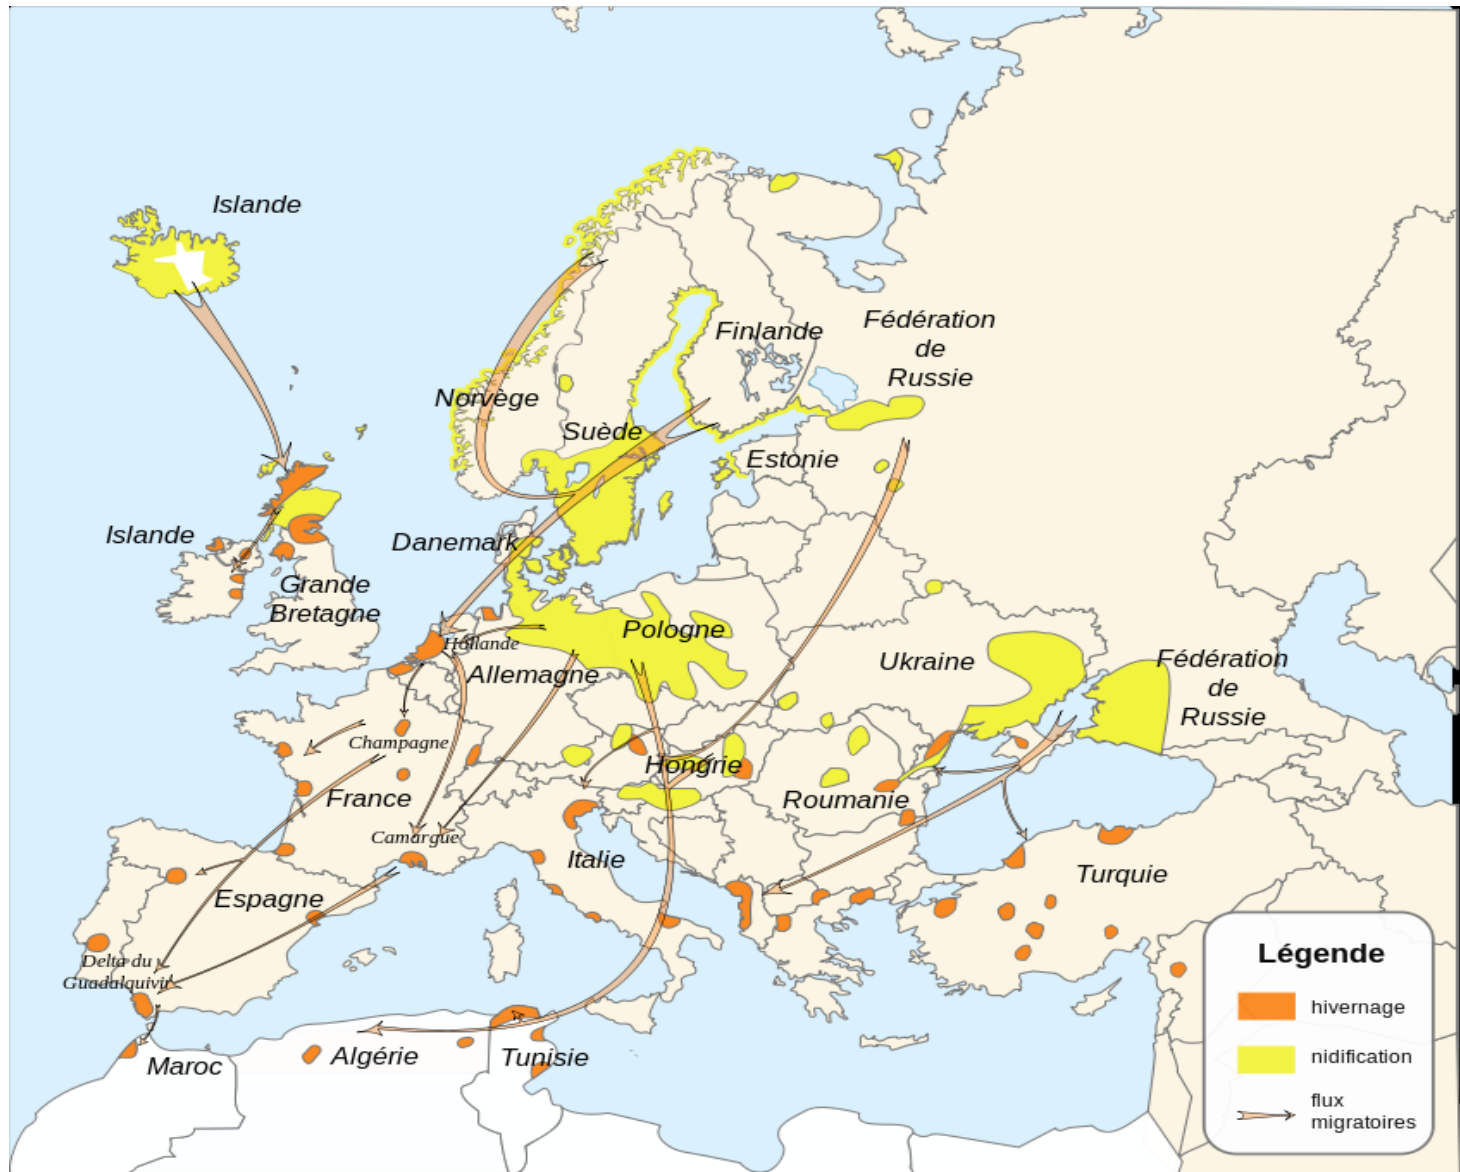 Islande
Finlande
Fédération
de
Russie
Norvège
Suède
Estonie
Islande
Danemark
Grande
Bretagne
Hollande
Pologne
Allemagne
Ukraine
Fédération
de
Russie
Champagne
Hongrie
France
Roumanie
Camargue
Italie
Turquie
Espagne
Delta du
Guadalquivir
Maroc
Algérie
Tunisie
Légende
hivernage
nidification
flux
migratoires